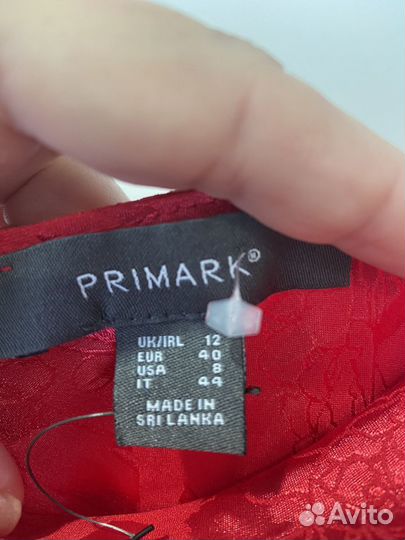 PRIMARK®
UK/IRL 12
EUR 40
USA 8
IT 44
MADE IN
SRI LANKA
Avito